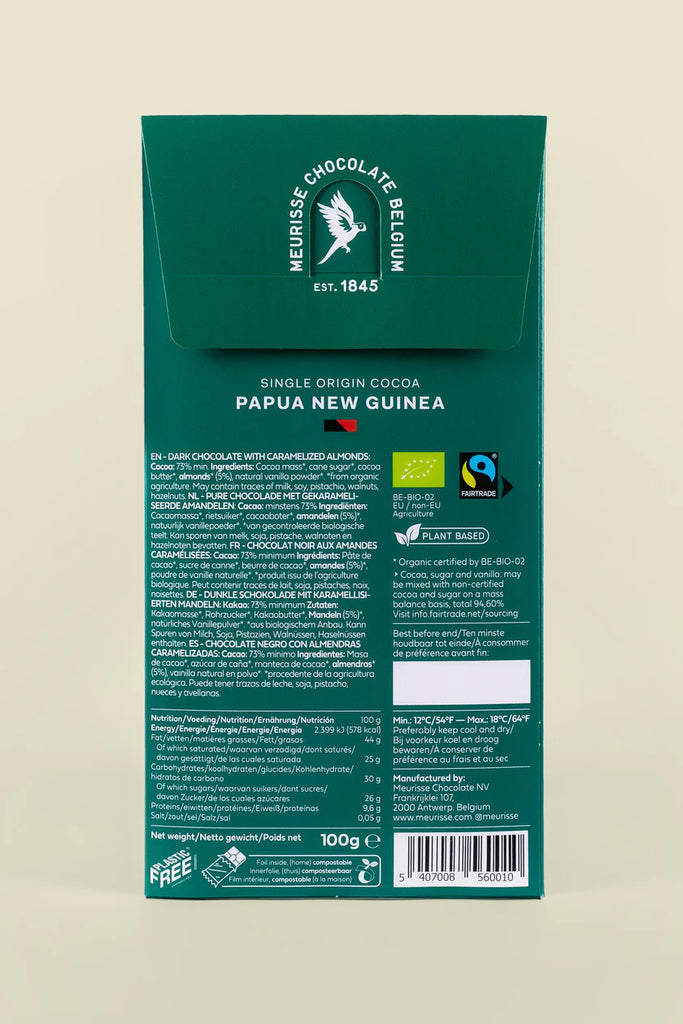 MEURISSE CHOCOLATE BELGIUM
EST. 1845
SINGLE ORIGIN COCOA
PAPUA NEW GUINEA
EN - DARK CHOCOLATE WITH CARAMELIZED ALMONDS:
Cocoa: 73% min. Ingredients: Cocoa mass*, cane sugar*, cocoa
butter*, almonds* (5%), natural vanilla powder*. *from organic
agriculture. May contain traces of milk, soy, pistachio, walnuts,
hazelnuts. NL - PURE CHOCOLADE MET GEKARAMELI-
SEERDE AMANDELEN: Cacao: minstens 73% Ingrediënten:
Cacaomassa*, rietsuiker*, cacaoboter*, amandelen (5%)*,
natuurlijk vanillepoeder*. *van gecontroleerde biologische
teelt. Kan sporen van melk, soja, pistache, walnoten en
hazelnoten bevatten. FR - CHOCOLAT NOIR AUX AMANDES
CARAMÉLISÉES: Cacao: 73% minimum Ingrédients: Pâte de
cacao*, sucre de canne*, beurre de cacao*, amandes (5%)*,
poudre de vanille naturelle*. *produit issu de l'agriculture
biologique. Peut contenir traces de lait, soja, pistaches, noix,
noisettes. DE - DUNKLE SCHOKOLADE MIT KARAMELLISI-
ERTEN MANDELN: Kakao: 73% minimum Zutaten:
Kakaomasse*, Rohrzucker*, Kakaobutter*, Mandeln (5%)*,
natürliches Vanillepulver*. *aus biologischem Anbau. Kann
Spuren von Milch, Soja, Pistazien, Walnüssen, Haselnüssen
enthalten. ES - CHOCOLATE NEGRO CON ALMENDRAS
CARAMELIZADAS: Cacao: 73% mínimo Ingredientes: Masa
de cacao*, azúcar de caña*, manteca de cacao*, almendras*
(5%), vainilla natural en polvo*. *procedente de la agricultura
ecológica. Puede tener trazas de leche, soja, pistacho,
nueces y avellanas.
Nutrition/Voeding/Nutrition/Ernährung/Nutrición 100 g
Energy/Energie/Énergie/Energie/Energía 2.399 kJ (578 kcal)
Fat/vetten/matières grasses/Fett/grasas 44 g
Of which saturated/waarvan verzadigd/dont saturés/
davon gesättigt/de las cuales saturada 25 g
Carbohydrates/koolhydraten/glucides/Kohlenhydrate/
hidratos de carbono 30 g
Of which sugars/waarvan suikers/dont sucres/
davon Zucker/de los cuales azúcares 26 g
Proteins/eiwitten/protéines/Eiweiß/proteínas 9,6 g
Salt/zout/sel/Salz/sal 0,05 g
Net weight/Netto gewicht/Poids net 100g ℮
PLASTIC
FREE
Foil inside, (home) compostable
Innerfolie, (thuis) composteerbaar
Film intérieur, compostable (à la maison)
FAIRTRADE
BE-BIO-02
EU / non-EU
Agriculture
PLANT BASED
* Organic certified by BE-BIO-02
Cocoa, sugar and vanilla: may
be mixed with non-certified
cocoa and sugar on a mass
balance basis, total 94,60%
Visit info.fairtrade.net/sourcing
Best before end/Ten minste
houdbaar tot einde/À consommer
de préférence avant fin:
Min.: 12°C/54°F — Max.: 18°C/64°F
Preferably keep cool and dry/
Bij voorkeur koel en droog
bewaren/À conserver de
préférence au frais et au sec
Manufactured by:
Meurisse Chocolate NV
Frankrijklei 107,
2000 Antwerp, Belgium
www.meurisse.com @meurisse
5 407008 560010